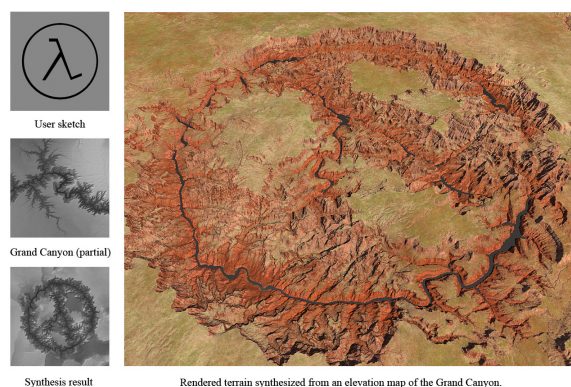 User sketch
Grand Canyon (partial)
Synthesis result
Rendered terrain synthesized from an elevation map of the Grand Canyon.